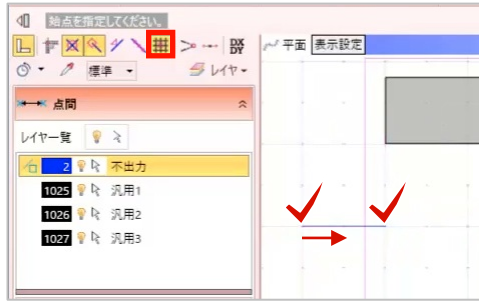 始点を指定してください。
DX
DY
平面 表示設定
標準 レイヤ
点間
レイヤ一覧
2 不出力
1025 汎用1
1026 汎用2
1027 汎用3